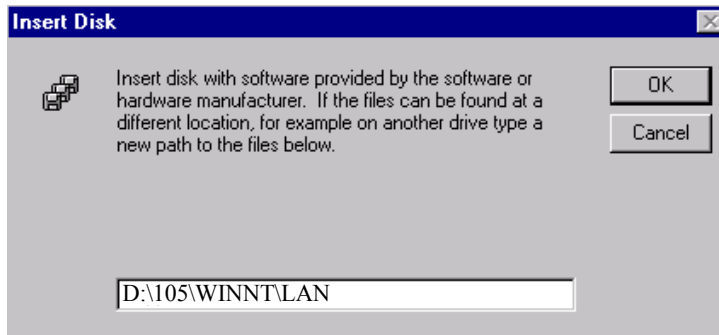 Insert Disk
Insert disk with software provided by the software or
hardware manufacturer.  If the files can be found at a
different location, for example on another drive type a
new path to the files below.
OK
Cancel
D:\105\WINNT\LAN